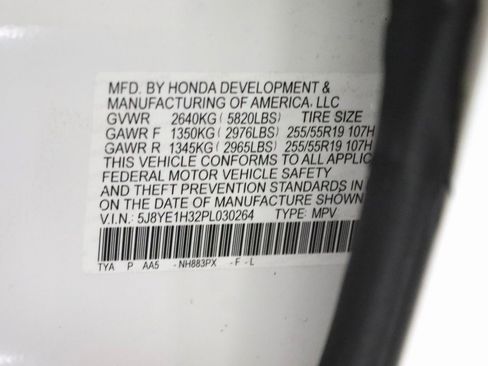 MFD. BY HONDA DEVELOPMENT &
MANUFACTURING OF AMERICA, LLC
GVWR 2640KG ( 5820LBS) TIRE SIZE
GAWR F 1350KG ( 2976LBS) 255/55R19 107H
GAWR R 1345KG ( 2965LBS) 255/55R19 107H
THIS VEHICLE CONFORMS TO ALL APPLIC
FEDERAL MOTOR VEHICLE SAFETY
AND THEFT PREVENTION STANDARDS IN
ON THE DATE OF MANUFACTURE SHOWN
V.I.N.: 5J8YE1H32PL030264 TYPE: MPV
TYA P AA5 -NH883PX -F-L